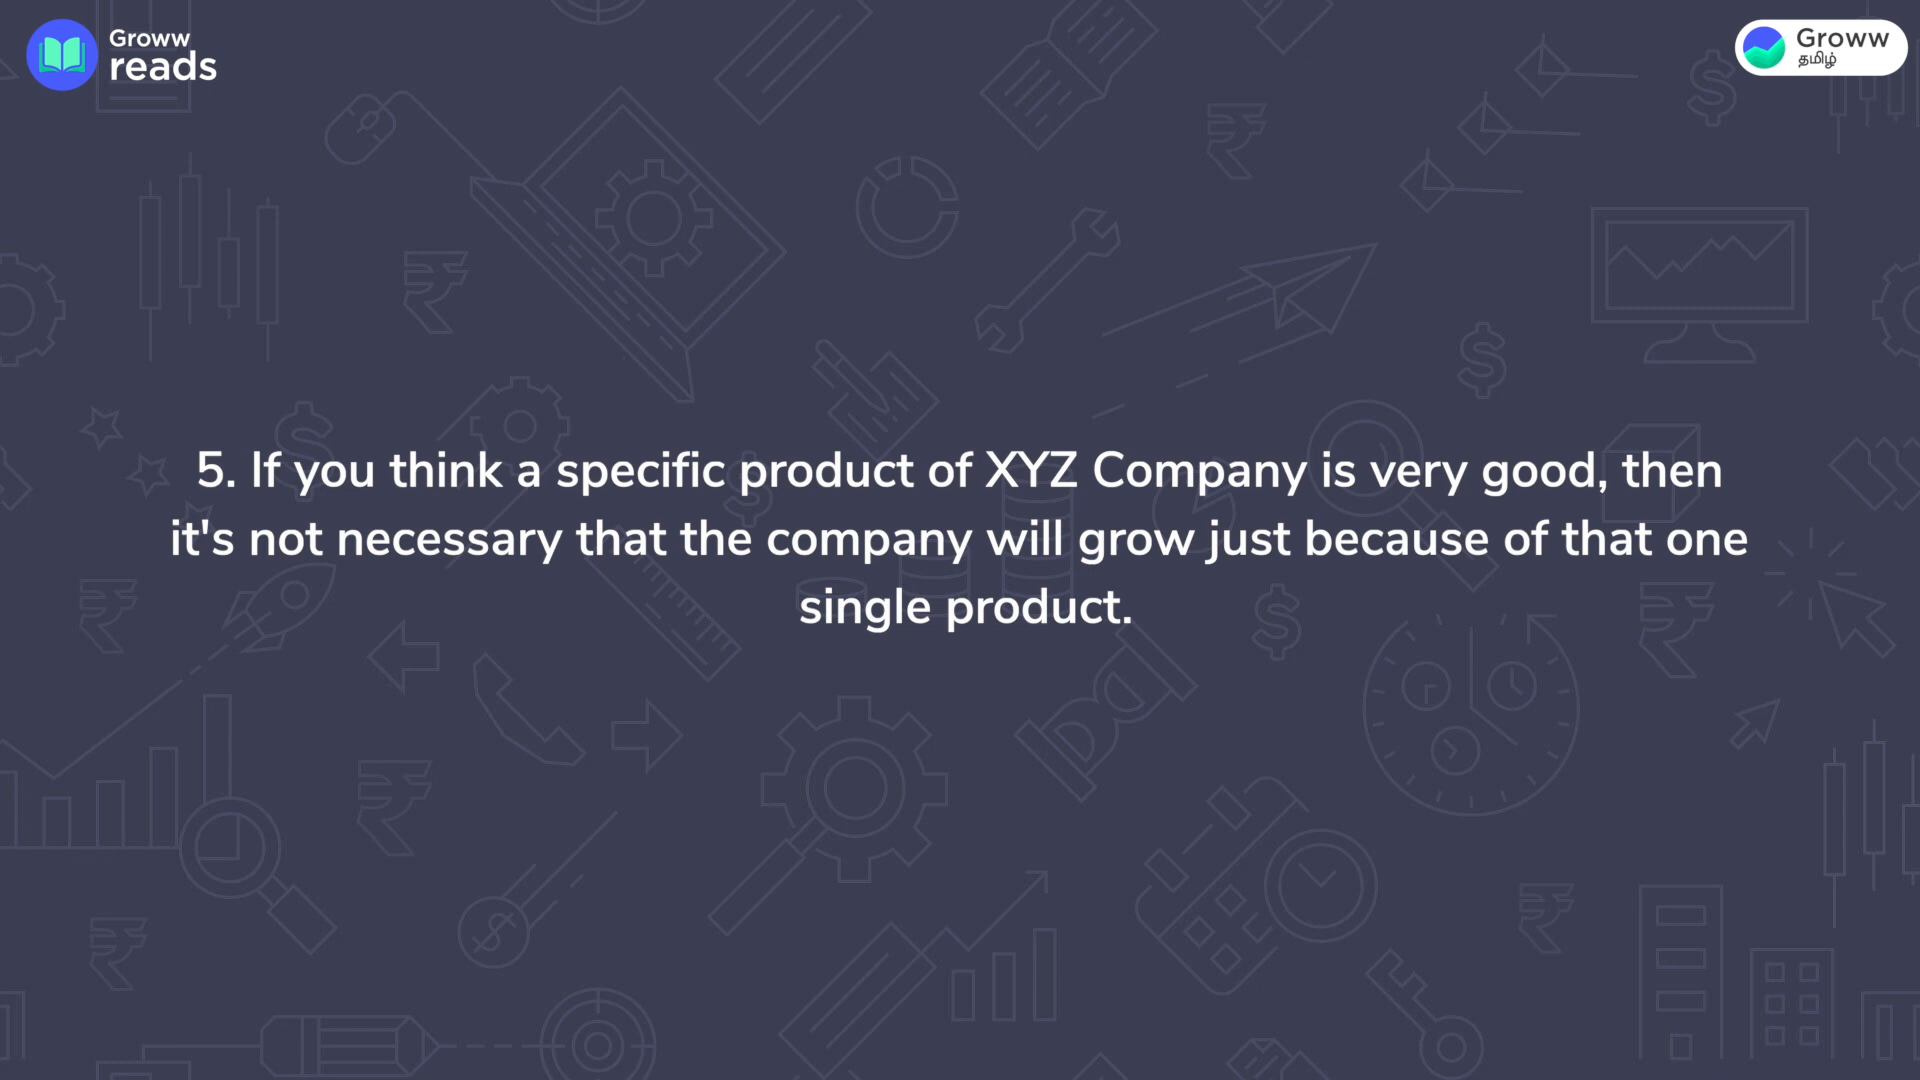 Groww
reads
Groww
தமிழ்
5. If you think a specific product of XYZ Company is very good, then
it's not necessary that the company will grow just because of that one
single product.